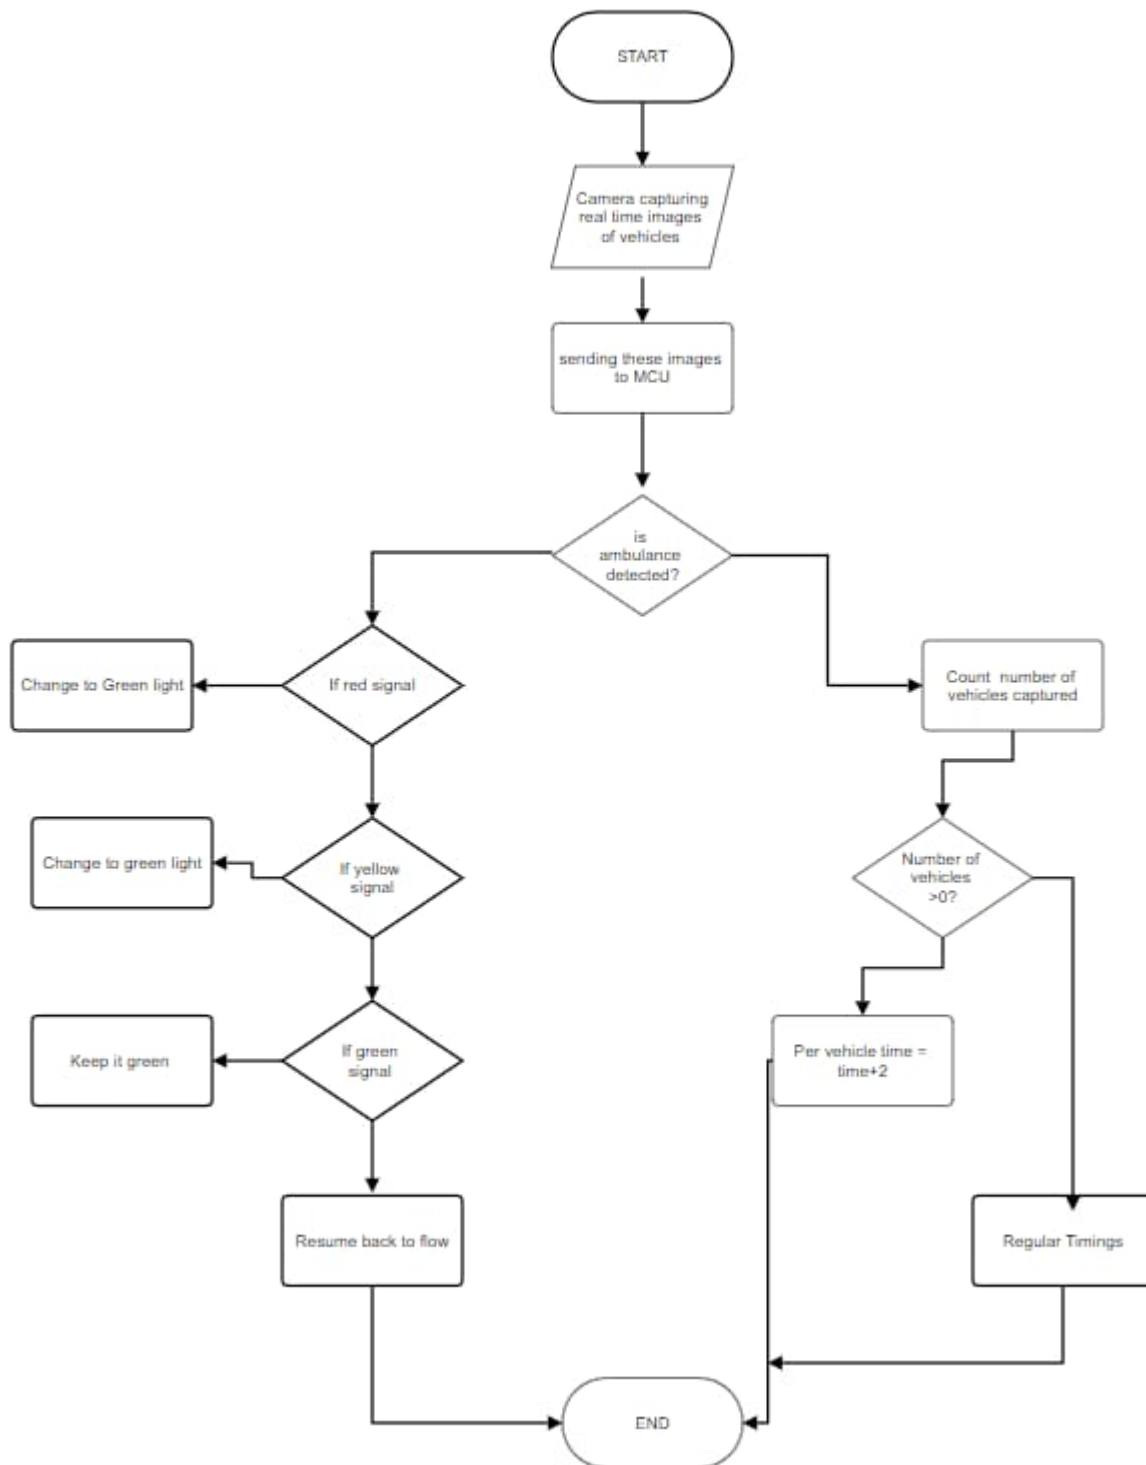 START
Camera capturing
real time images
of vehicles
sending these images
to MCU
is
ambulance
detected?
Change to Green light
If red signal
Count number of
vehicles captured
Change to green light
If yellow
signal
Number of
vehicles
>0?
Keep it green
If green
signal
Per vehicle time =
time+2
Resume back to flow
Regular Timings
END